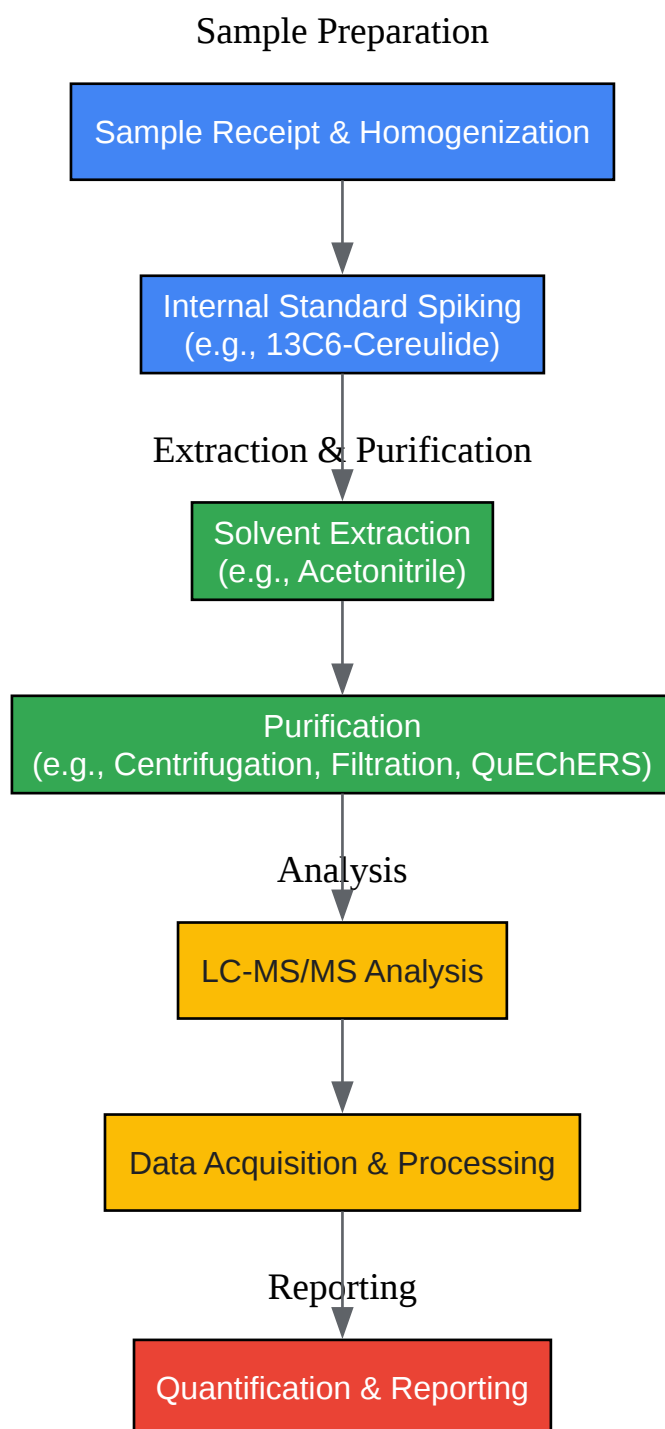 Sample Preparation
Sample Receipt & Homogenization
Internal Standard Spiking
(e.g., 13C6-Cereulide)
Extraction & Purification
Solvent Extraction
(e.g., Acetonitrile)
Purification
(e.g., Centrifugation, Filtration, QuEChERS)
Analysis
LC-MS/MS Analysis
Data Acquisition & Processing
Reporting
Quantification & Reporting